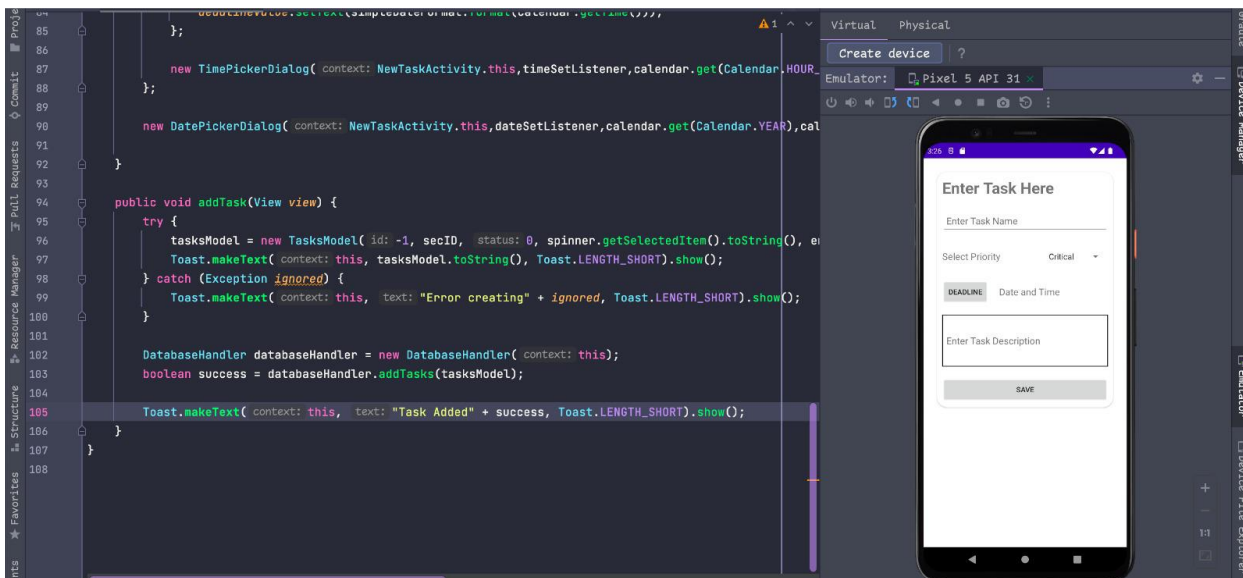 Proje
Commit
Pull Requests
Resource Manager
Structure
Favorites
84 deadlineValue.setText(simpleDateFormat.format(calendar.getTime()));
85 };
86
87 new TimePickerDialog( context: NewTaskActivity.this,timeSetListener,calendar.get(Calendar.HOUR_
88 };
89
90 new DatePickerDialog( context: NewTaskActivity.this,dateSetListener,calendar.get(Calendar.YEAR),cal
91
92 }
93
94 public void addTask(View view) {
95 try {
96 tasksModel = new TasksModel( id: -1, secID, status: 0, spinner.getSelectedItem().toString(),
97 Toast.makeText( context: this, tasksModel.toString(), Toast.LENGTH_SHORT).show();
98 } catch (Exception ignored) {
99 Toast.makeText( context: this, text: "Error creating" + ignored, Toast.LENGTH_SHORT).show();
100 }
101
102 DatabaseHandler databaseHandler = new DatabaseHandler( context: this);
103 boolean success = databaseHandler.addTasks(tasksModel);
104
105 Toast.makeText( context: this, text: "Task Added" + success, Toast.LENGTH_SHORT).show();
106 }
107 }
108
1
Virtual Physical
Create device ?
Emulator: Pixel 5 API 31
3:26
Enter Task Here
Enter Task Name
Select Priority Critical
DEADLINE Date and Time
Enter Task Description
SAVE
1:1
Device Manager
Emulator
Device File Explorer